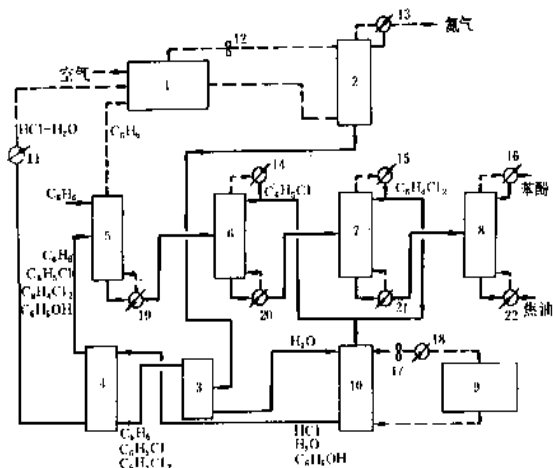 12
13
氮气
空气
1
2
HCl-H₂O
C₆H₆
11
14
15
16
C₆H₅Cl
C₆H₄Cl₂
苯酚
C₆H₆
5
6
7
8
C₆H₆
C₆H₅Cl
C₆H₄Cl₂
C₆H₅OH
19
20
21
22
焦油
H₂O
18
17
4
3
10
9
C₆H₆
C₆H₅Cl
C₆H₄Cl₂
HCl
H₂O
C₆H₅OH